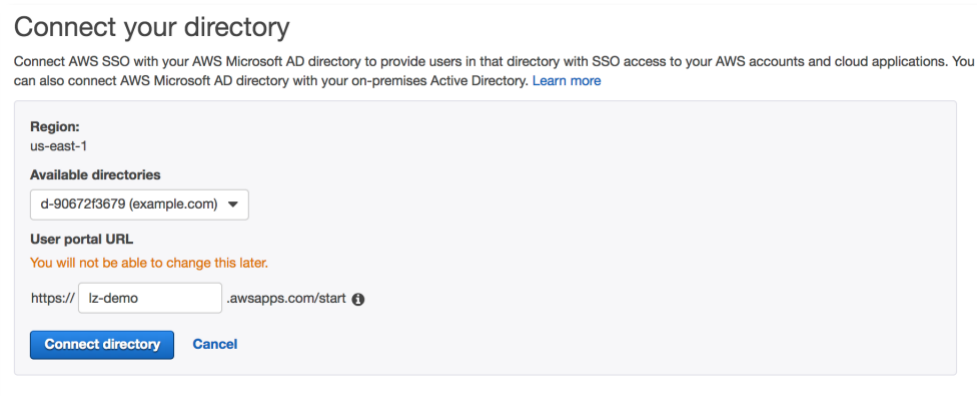 Connect your directory
Connect AWS SSO with your AWS Microsoft AD directory to provide users in that directory with SSO access to your AWS accounts and cloud applications. You
can also connect AWS Microsoft AD directory with your on-premises Active Directory. Learn more
Region:
us-east-1
Available directories
d-90672f3679 (example.com)
User portal URL
You will not be able to change this later.
https:// lz-demo .awsapps.com/start
Connect directory Cancel